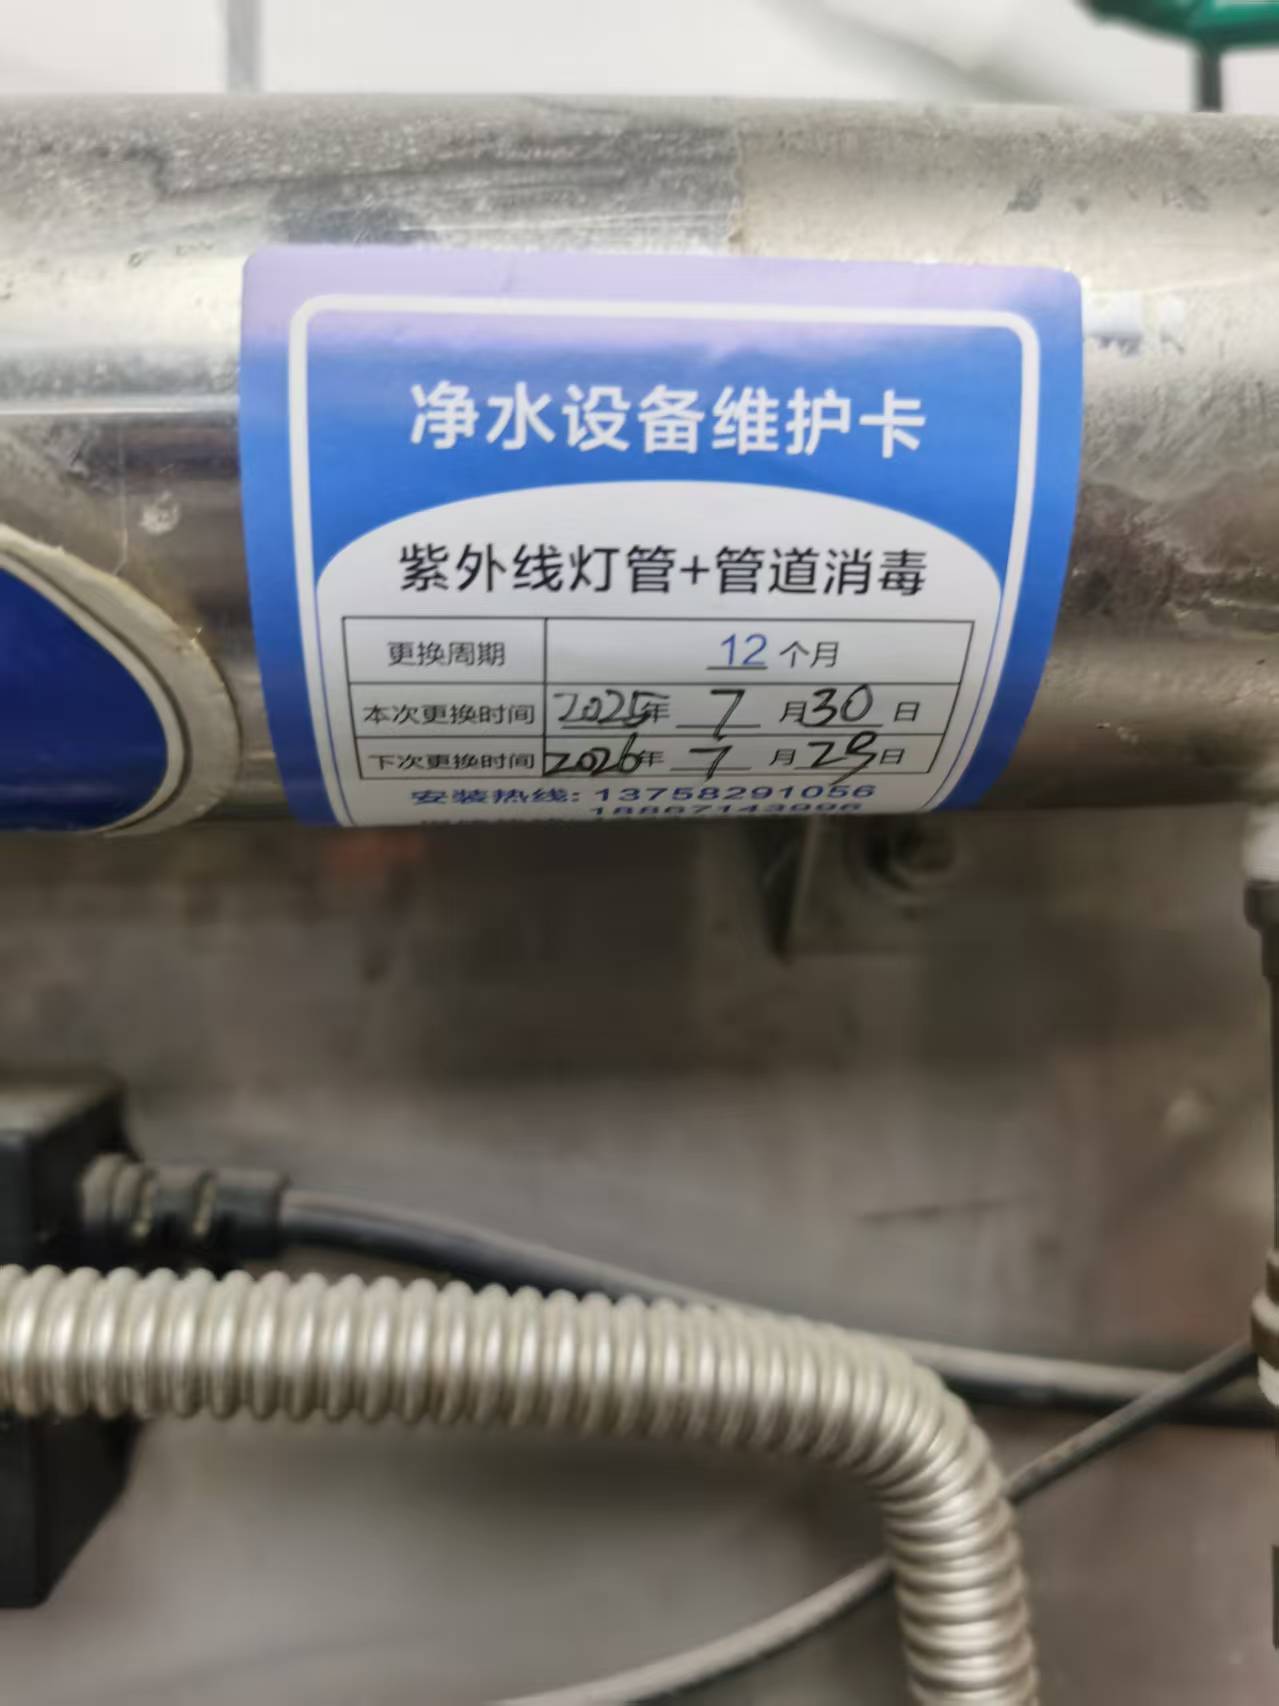 净水设备维护卡
紫外线灯管+管道消毒
更换周期 12 个月
本次更换时间 2025年 7 月30 日
下次更换时间 2026年 7 月29日
安装热线: 13758291056
18867143996